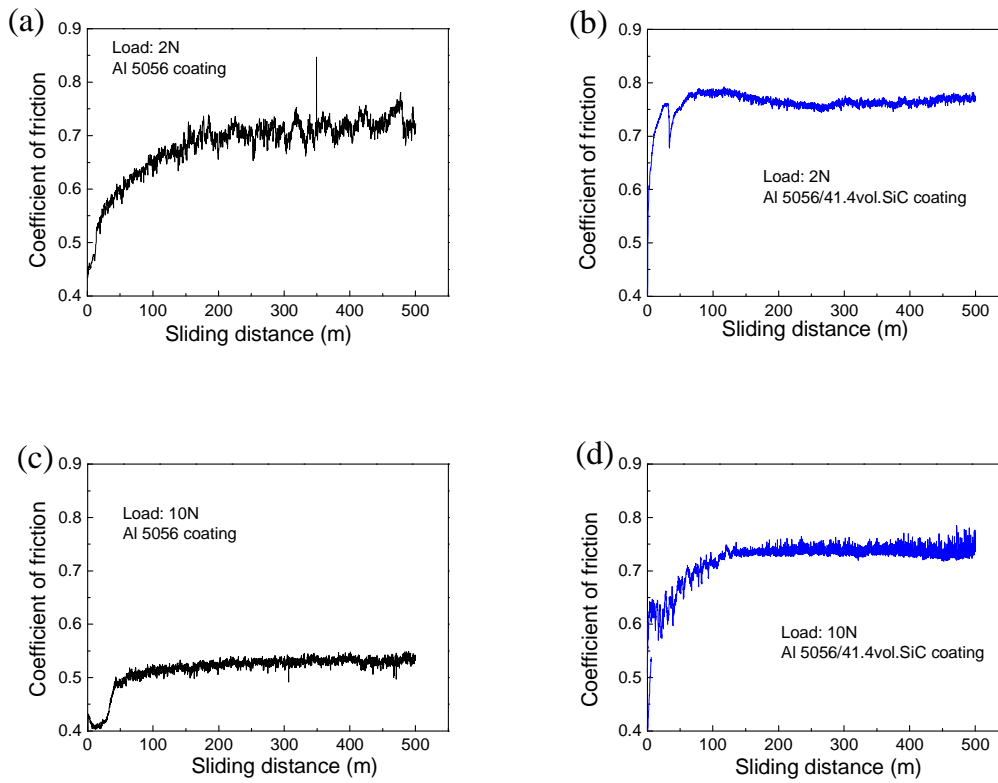 (a)
0.9
0.8
0.7
0.6
0.5
0.4
Coefficient of friction
Load: 2N
Al 5056 coating
0 100 200 300 400 500
Sliding distance (m)
(b)
0.9
0.8
0.7
0.6
0.5
0.4
Coefficient of friction
Load: 2N
Al 5056/41.4vol.SiC coating
0 100 200 300 400 500
Sliding distance (m)
(c)
0.9
0.8
0.7
0.6
0.5
0.4
Coefficient of friction
Load: 10N
Al 5056 coating
0 100 200 300 400 500
Sliding distance (m)
(d)
0.9
0.8
0.7
0.6
0.5
0.4
Coefficient of friction
Load: 10N
Al 5056/41.4vol.SiC coating
0 100 200 300 400 500
Sliding distance (m)